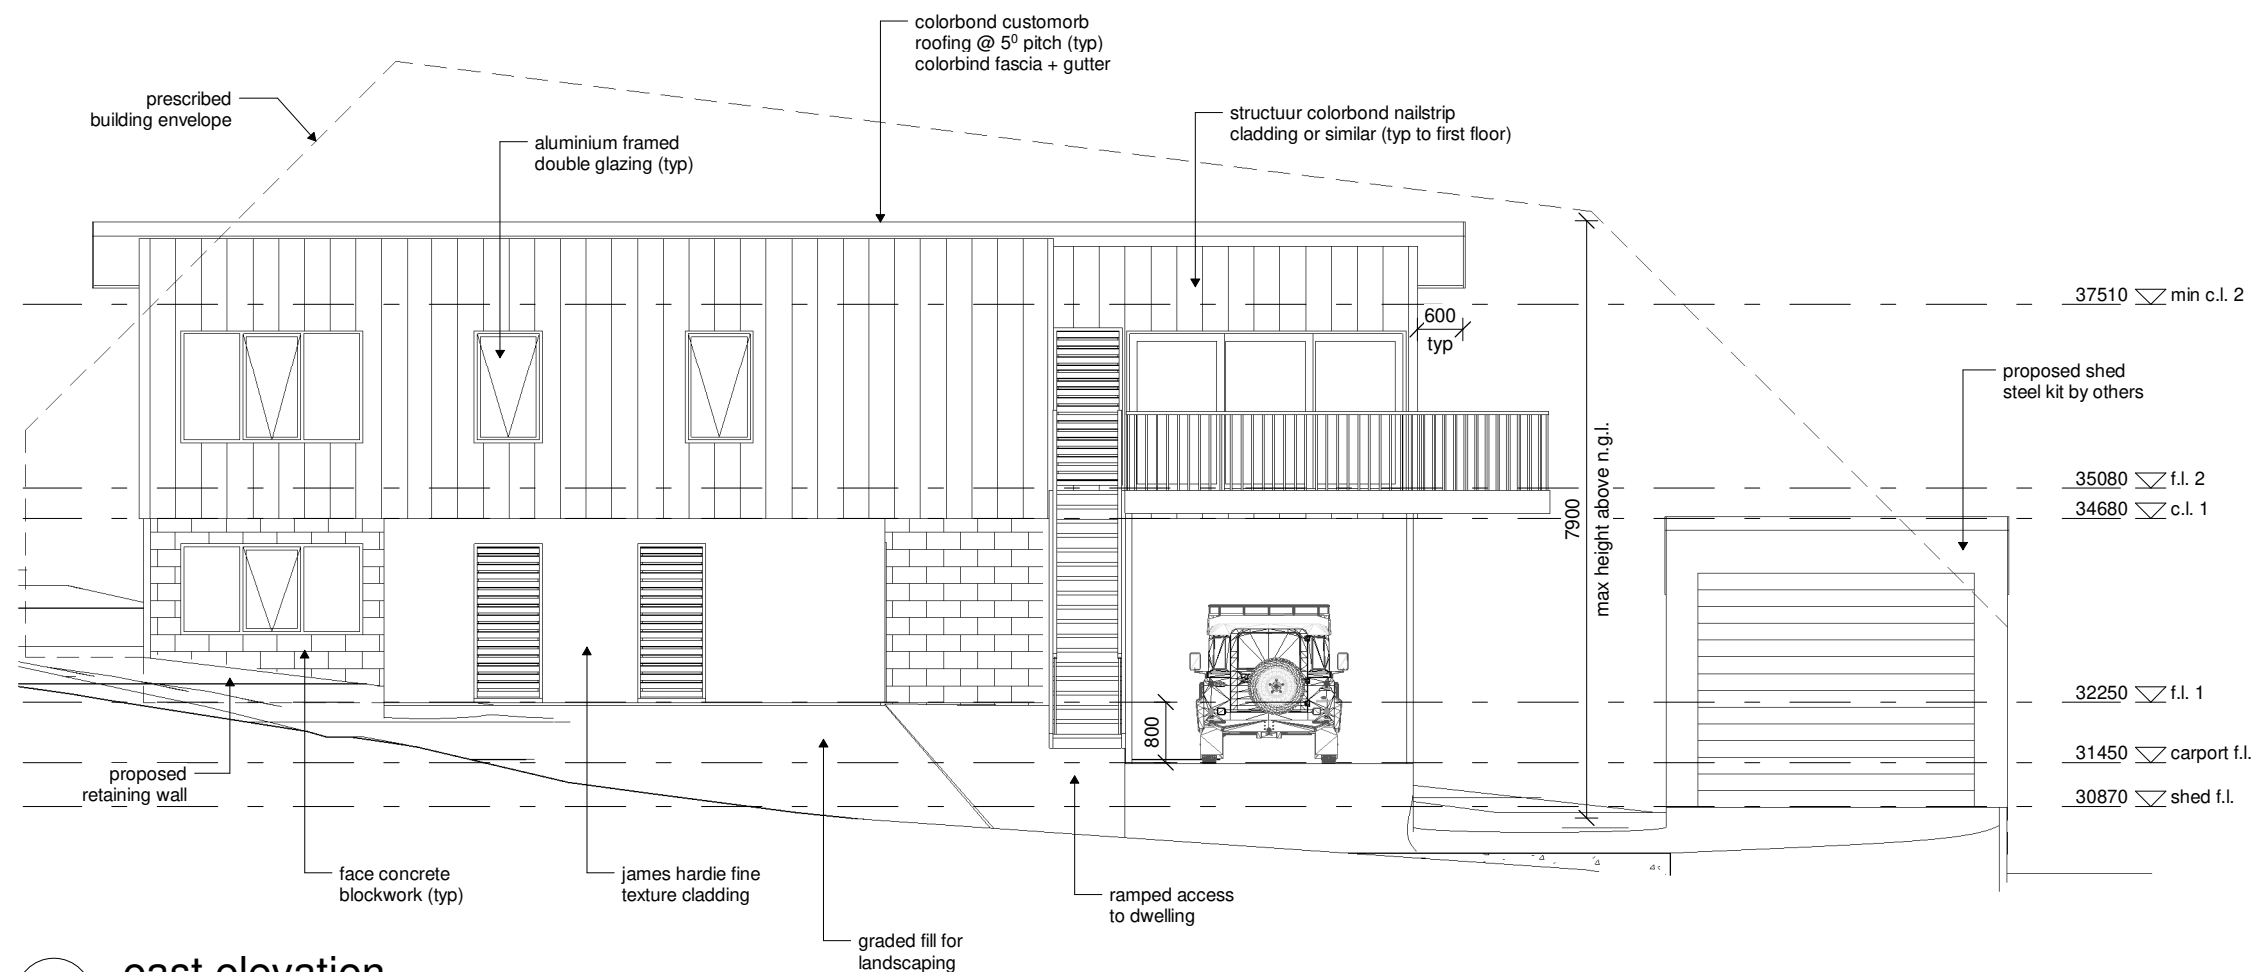 colorbond customorb
roofing @ 5⁰ pitch (typ)
colorbind fascia + gutter
prescribed
building envelope
structuur colorbond nailstrip
cladding or similar (typ to first floor)
aluminium framed
double glazing (typ)
37510 min c.l. 2
600
typ
proposed shed
steel kit by others
7900
max height above n.g.l.
35080 f.l. 2
34680 c.l. 1
32250 f.l. 1
800
31450 carport f.l.
30870 shed f.l.
proposed
retaining wall
face concrete
blockwork (typ)
james hardie fine
texture cladding
ramped access
to dwelling
graded fill for
landscaping
east elevation